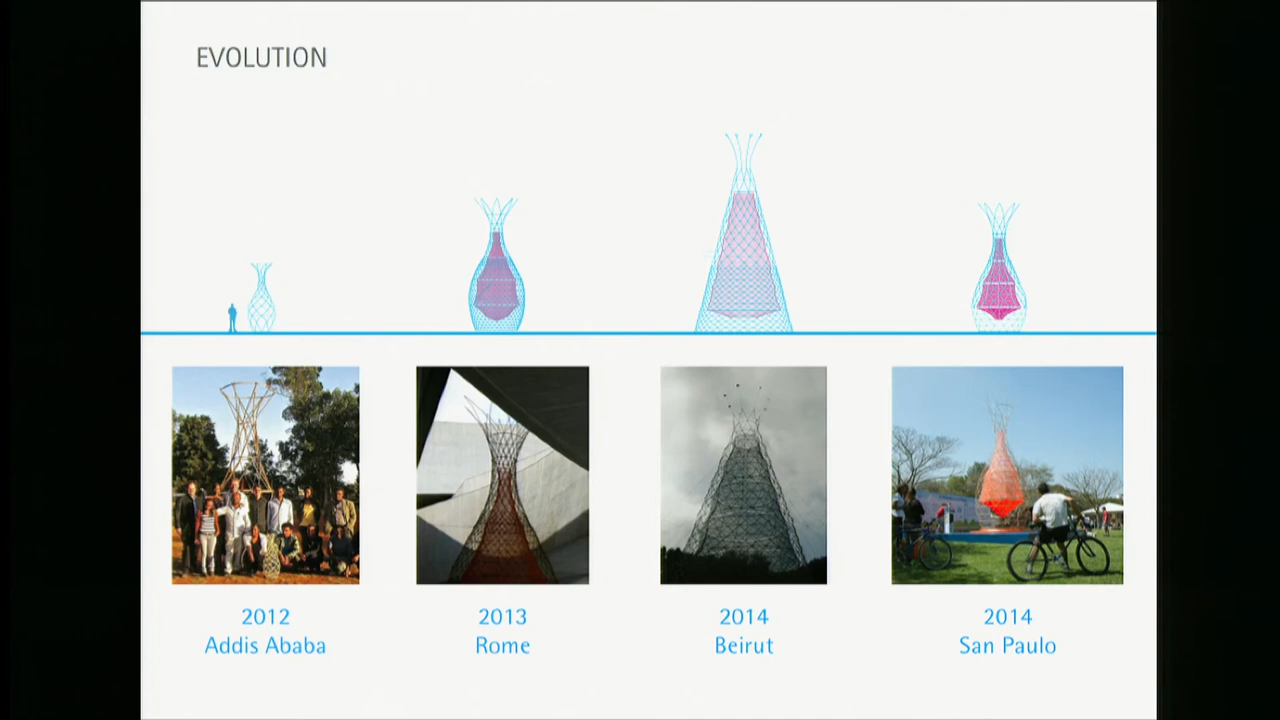 EVOLUTION
2012
Addis Ababa
2013
Rome
2014
Beirut
2014
San Paulo